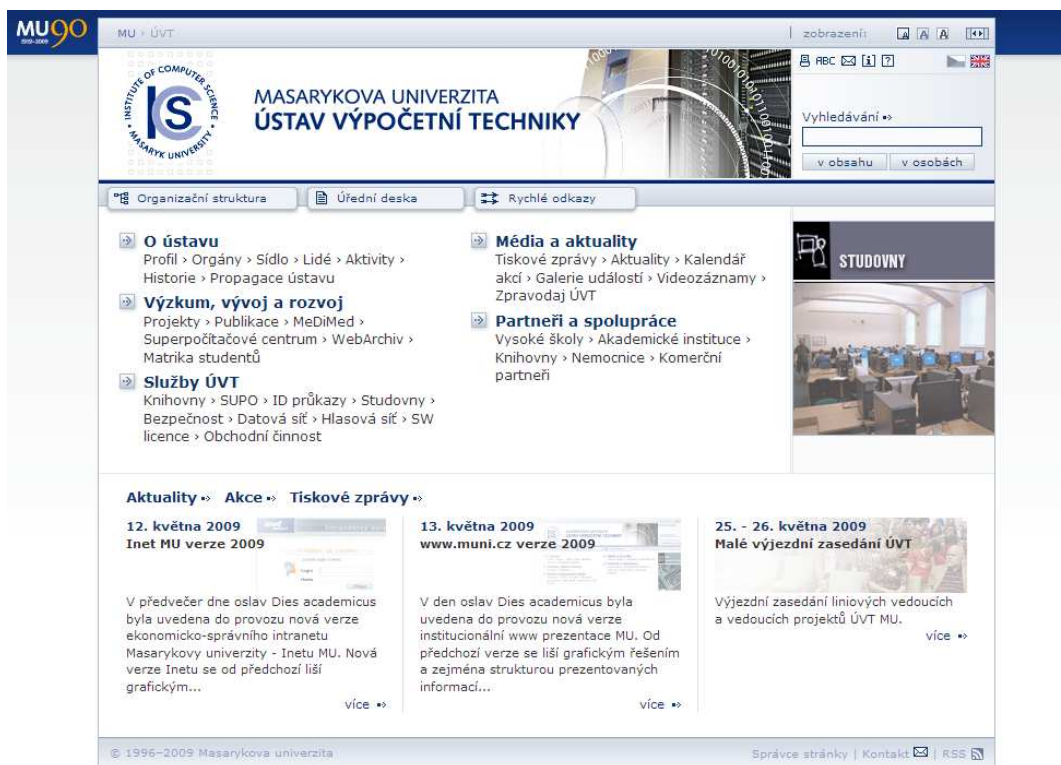 MU90
1919-2009
MU › ÚVT
zobrazení:
A A A
ABC
INSTITUTE OF COMPUTER SCIENCE
MASARYK UNIVERSITY
ICS
MASARYKOVA UNIVERZITA
ÚSTAV VÝPOČETNÍ TECHNIKY
Vyhledávání
v obsahu v osobách
Organizační struktura Úřední deska Rychlé odkazy
O ústavu
Profil › Orgány › Sídlo › Lidé › Aktivity ›
Historie › Propagace ústavu
Výzkum, vývoj a rozvoj
Projekty › Publikace › MeDiMed ›
Superpočítačové centrum › WebArchiv ›
Matrika studentů
Služby ÚVT
Knihovny › SUPO › ID průkazy › Studovny ›
Bezpečnost › Datová síť › Hlasová síť › SW
licence › Obchodní činnost
Média a aktuality
Tiskové zprávy › Aktuality › Kalendář
akcí › Galerie událostí › Videozáznamy ›
Zpravodaj ÚVT
Partneři a spolupráce
Vysoké školy › Akademické instituce ›
Knihovny › Nemocnice › Komerční
partneři
STUDOVNY
Aktuality Akce Tiskové zprávy
12. května 2009
Inet MU verze 2009
V předvečer dne oslav Dies academicus
byla uvedena do provozu nová verze
ekonomicko-správního intranetu
Masarykovy univerzity - Inetu MU. Nová
verze Inetu se od předchozí liší
grafickým...
více
13. května 2009
www.muni.cz verze 2009
V den oslav Dies academicus byla
uvedena do provozu nová verze
institucionální www prezentace MU. Od
předchozí verze se liší grafickým řešením
a zejména strukturou prezentovaných
informací...
více
25. - 26. května 2009
Malé výjezdní zasedání ÚVT
Výjezdní zasedání liniových vedoucích
a vedoucích projektů ÚVT MU.
více
© 1996–2009 Masarykova univerzita
Správce stránky | Kontakt | RSS